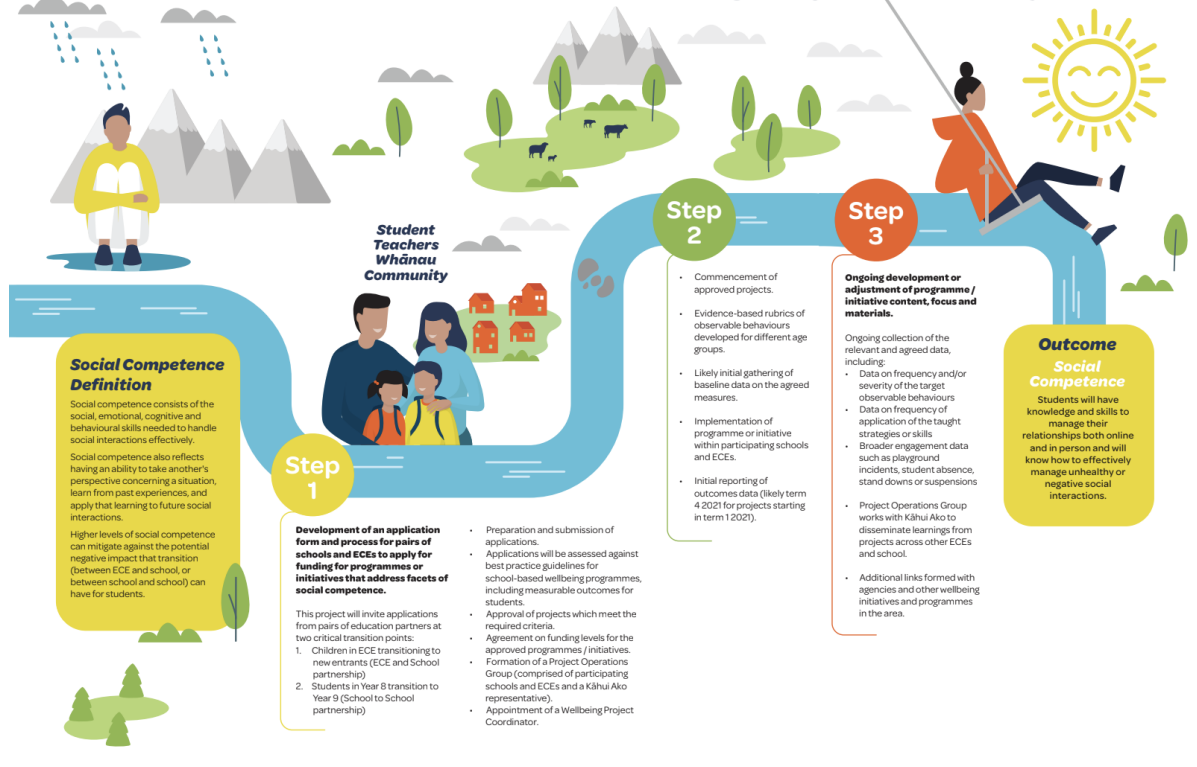 Social Competence
Definition
Social competence consists of the
social, emotional, cognitive and
behavioural skills needed to handle
social interactions effectively.
Social competence also reflects
having an ability to take another's
perspective concerning a situation,
learn from past experiences, and
apply that learning to future social
interactions.
Higher levels of social competence
can mitigate against the potential
negative impact that transition
(between ECE and school, or
between school and school) can
have for students.
Student
Teachers
Whānau
Community
Step
1
Development of an application
form and process for pairs of
schools and ECEs to apply for
funding for programmes or
initiatives that address facets of
social competence.
This project will invite applications
from pairs of education partners at
two critical transition points:
1. Children in ECE transitioning to
new entrants (ECE and School
partnership)
2. Students in Year 8 transition to
Year 9 (School to School
partnership)
• Preparation and submission of
applications.
• Applications will be assessed against
best practice guidelines for
school-based wellbeing programmes,
including measurable outcomes for
students.
• Approval of projects which meet the
required criteria.
• Agreement on funding levels for the
approved programmes / initiatives.
• Formation of a Project Operations
Group (comprised of participating
schools and ECEs and a Kāhui Ako
representative).
• Appointment of a Wellbeing Project
Coordinator.
Step
2
• Commencement of
approved projects.
• Evidence-based rubrics of
observable behaviours
developed for different age
groups.
• Likely initial gathering of
baseline data on the agreed
measures.
• Implementation of
programme or initiative
within participating schools
and ECEs.
• Initial reporting of
outcomes data (likely term
4 2021 for projects starting
in term 1 2021).
Step
3
Ongoing development or
adjustment of programme /
initiative content, focus and
materials.
Ongoing collection of the
relevant and agreed data,
including:
• Data on frequency and/or
severity of the target
observable behaviours
• Data on frequency of
application of the taught
strategies or skills
• Broader engagement data
such as playground
incidents, student absence,
stand downs or suspensions
• Project Operations Group
works with Kāhui Ako to
disseminate learnings from
projects across other ECEs
and school.
• Additional links formed with
agencies and other wellbeing
initiatives and programmes
in the area.
Outcome
Social
Competence
Students will have
knowledge and skills to
manage their
relationships both online
and in person and will
know how to effectively
manage unhealthy or
negative social
interactions.